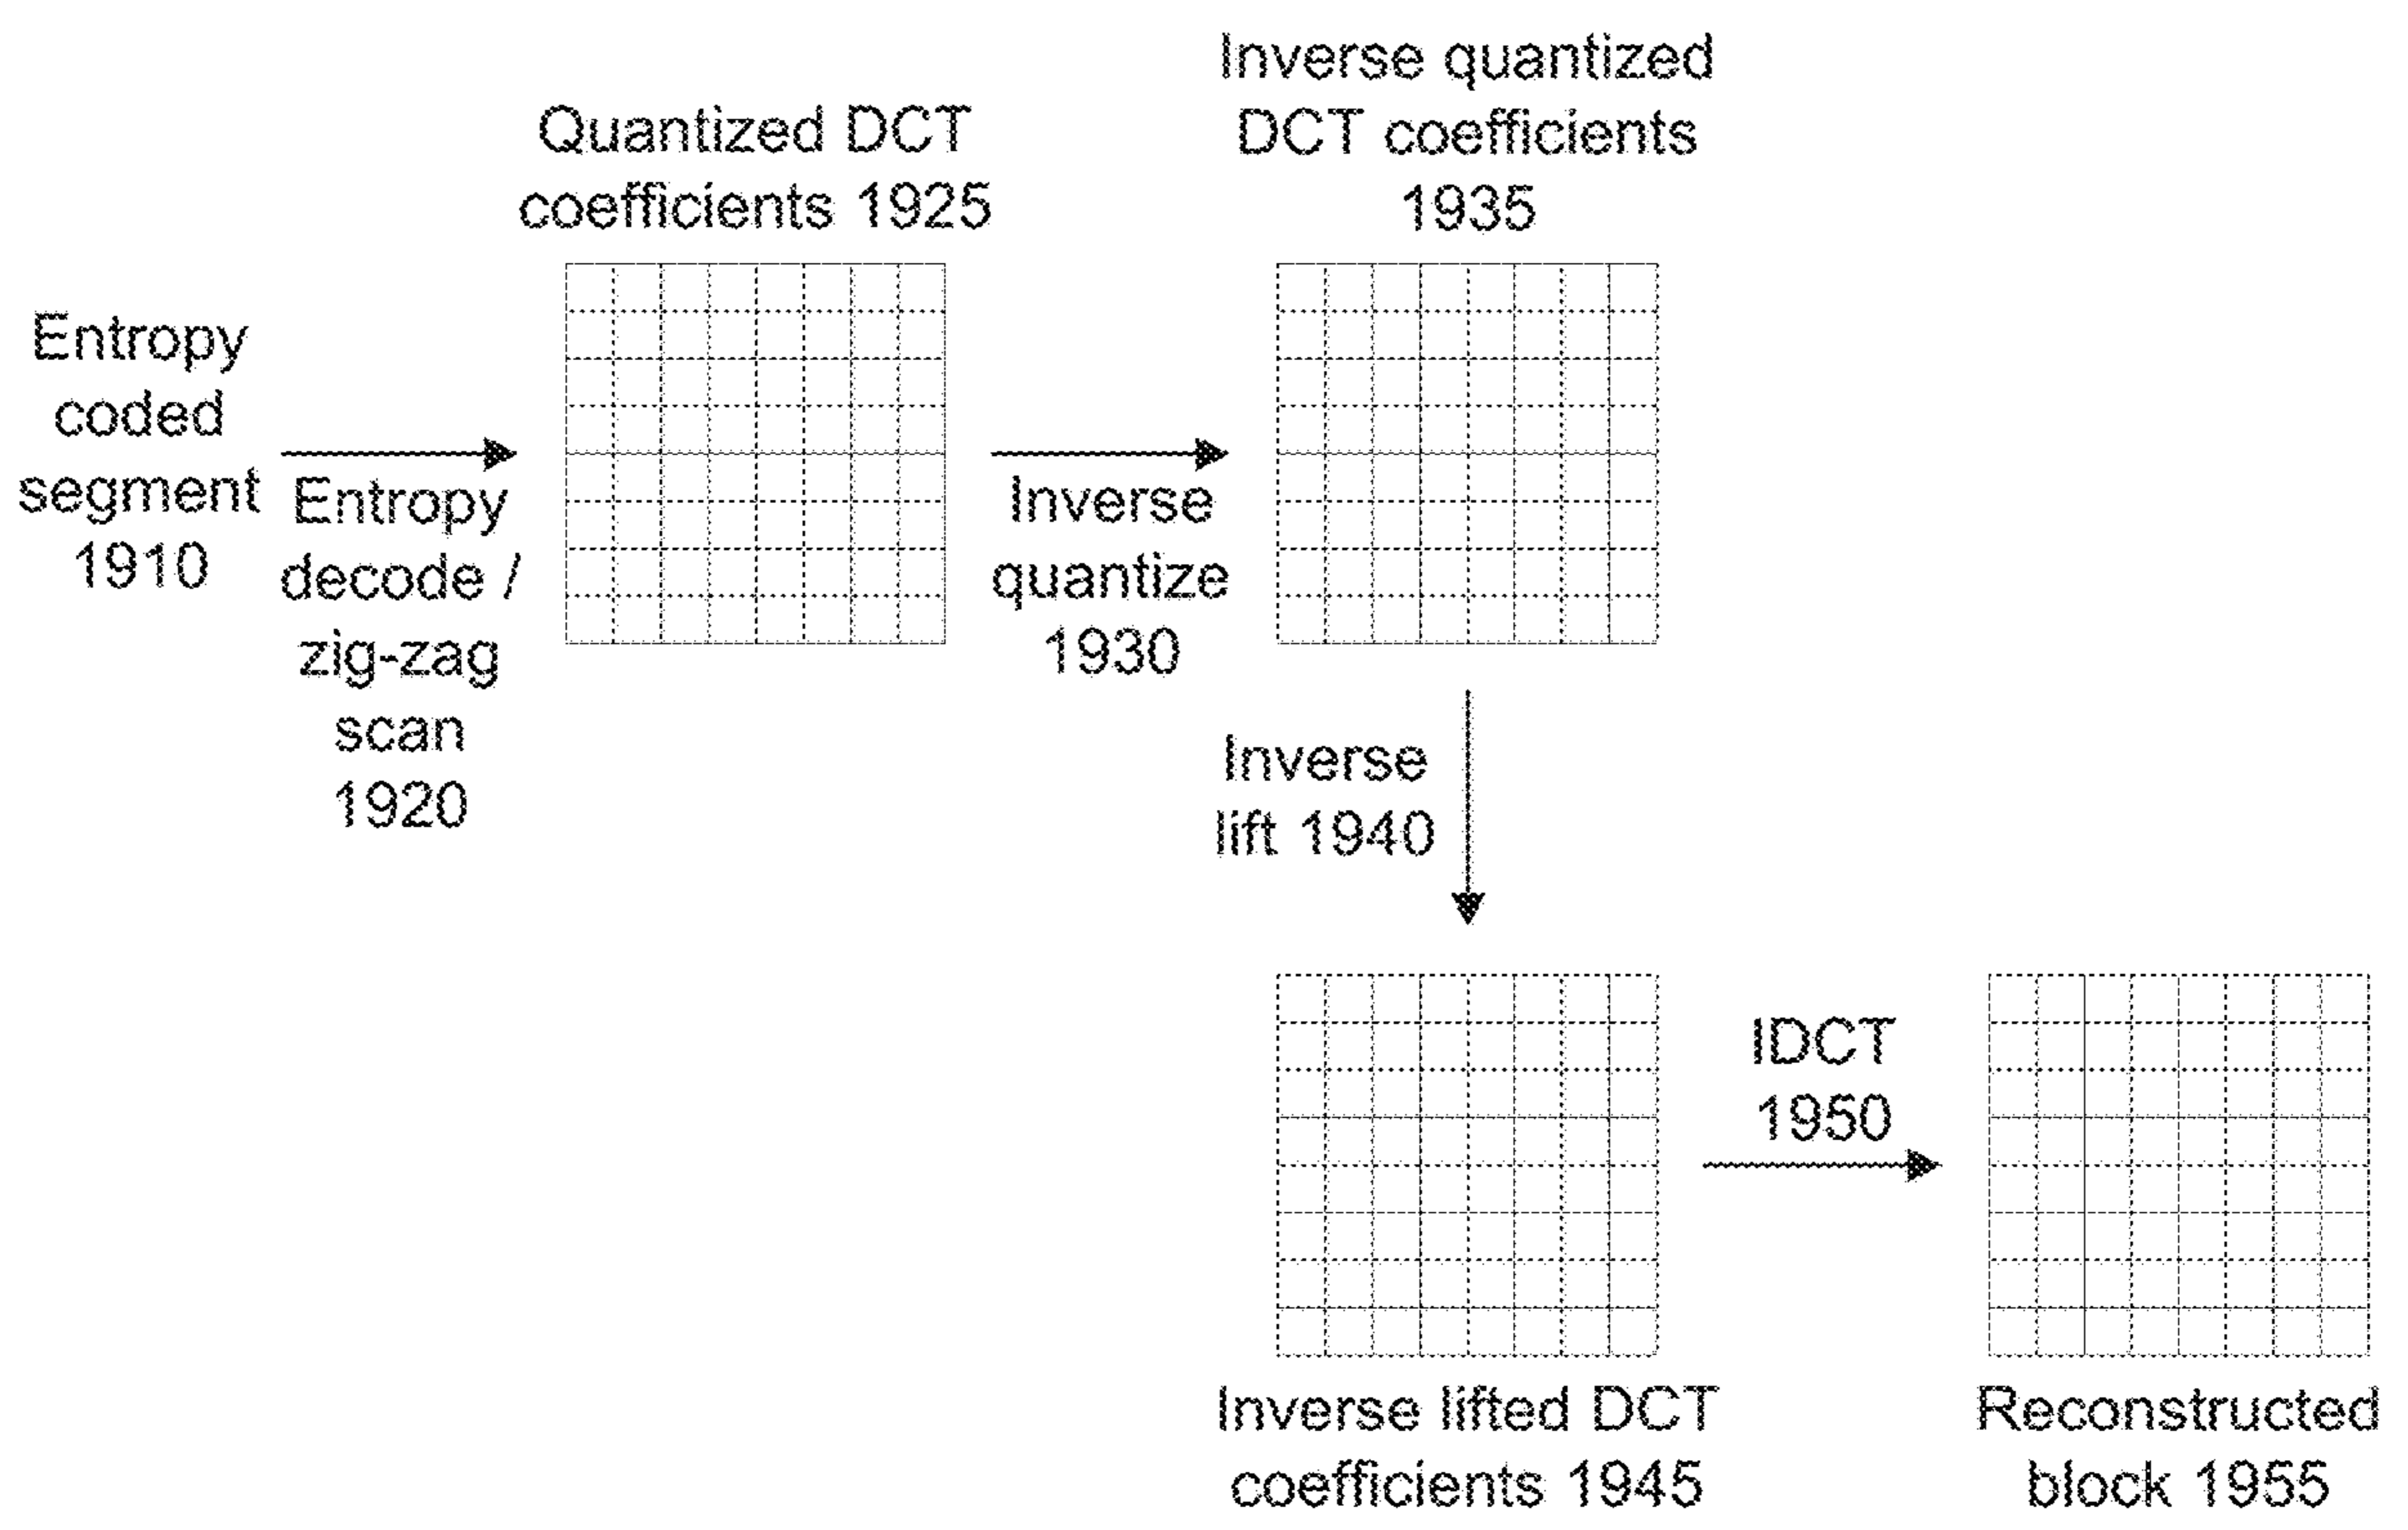 Entropy
coded
segment
1910
Entropy
decode /
zig-zag
scan
1920
Quantized DCT
coefficients 1925
Inverse
quantize
1930
Inverse quantized
DCT coefficients
1935
Inverse
lift 1940
Inverse lifted DCT
coefficients 1945
IDCT
1950
Reconstructed
block 1955